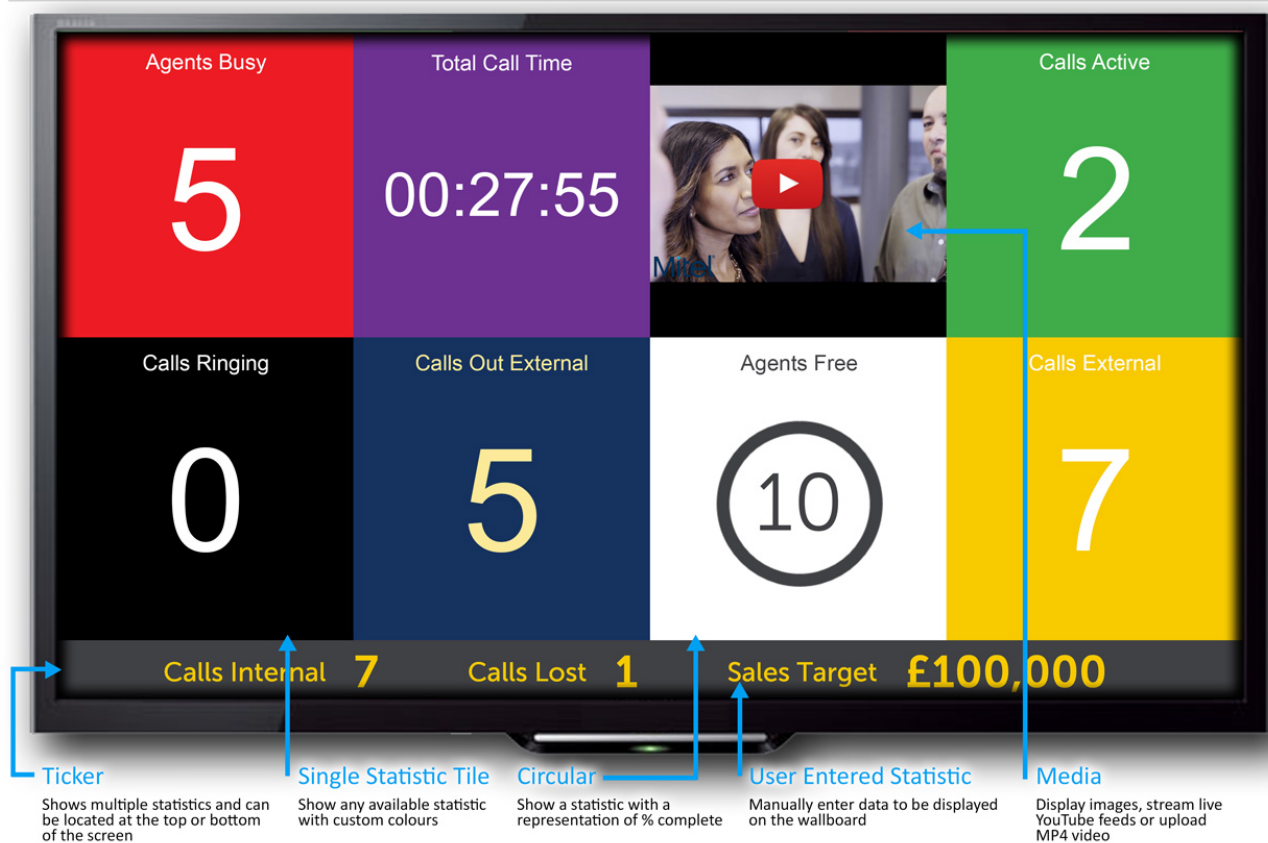 Agents Busy
5
Total Call Time
00:27:55
Mitel
Calls Active
2
Calls Ringing
0
Calls Out External
5
Agents Free
10
Calls External
7
Calls Internal 7 Calls Lost 1 Sales Target £100,000
Ticker
Shows multiple statistics and can
be located at the top or bottom
of the screen
Single Statistic Tile
Show any available statistic
with custom colours
Circular
Show a statistic with a
representation of % complete
User Entered Statistic
Manually enter data to be displayed
on the wallboard
Media
Display images, stream live
YouTube feeds or upload
MP4 video